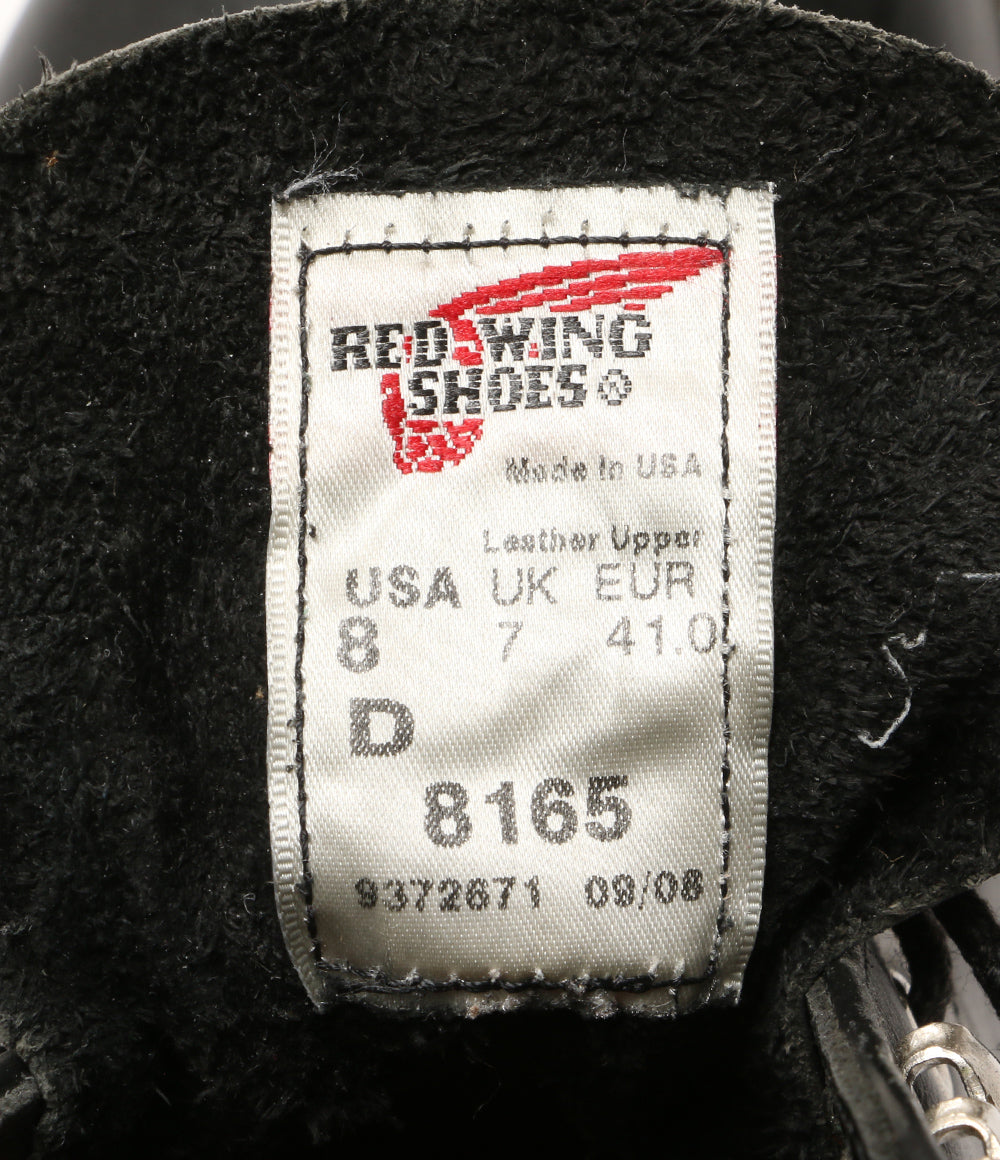 RED WING
SHOES®
Made In USA
Leather Upper
USA UK EUR
8 7 41.0
D
8165
9372671 09/08